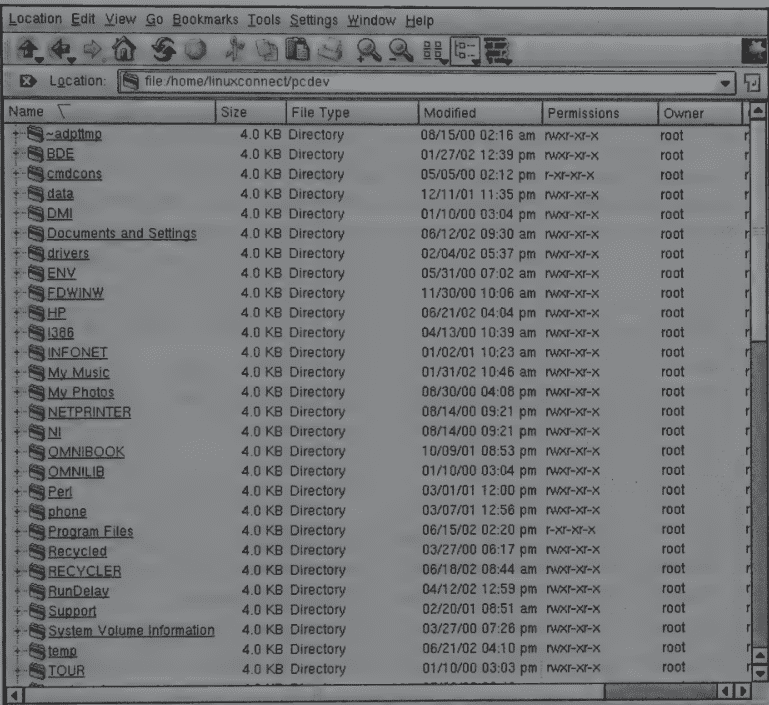 Location Edit View Go Bookmarks Tools Settings Window Help
Location: file:/home/linuxconnect/pcdev
Name Size File Type Modified Permissions Owner
~adpttmp 4.0 KB Directory 08/15/00 02:16 am rwxr-xr-x root r
BDE 4.0 KB Directory 01/27/02 12:39 pm rwxr-xr-x root r
cmdcons 4.0 KB Directory 05/05/00 02:12 pm r-xr-xr-x root r
data 4.0 KB Directory 12/11/01 11:35 pm rwxr-xr-x root r
DMI 4.0 KB Directory 01/10/00 03:04 pm rwxr-xr-x root r
Documents and Settings 4.0 KB Directory 06/12/02 09:30 am rwxr-xr-x root r
drivers 4.0 KB Directory 02/04/02 05:37 pm rwxr-xr-x root r
ENV 4.0 KB Directory 05/31/00 07:02 am rwxr-xr-x root r
FDWINW 4.0 KB Directory 11/30/00 10:06 am rwxr-xr-x root r
HP 4.0 KB Directory 06/21/02 04:04 pm rwxr-xr-x root r
I386 4.0 KB Directory 04/13/00 10:39 am rwxr-xr-x root r
INFONET 4.0 KB Directory 01/02/01 10:23 am rwxr-xr-x root r
My Music 4.0 KB Directory 01/31/02 10:46 am rwxr-xr-x root r
My Photos 4.0 KB Directory 06/30/00 04:08 pm rwxr-xr-x root r
NETPRINTER 4.0 KB Directory 08/14/00 09:21 pm rwxr-xr-x root r
NI 4.0 KB Directory 08/14/00 09:21 pm rwxr-xr-x root r
OMNIBOOK 4.0 KB Directory 10/09/01 08:53 pm rwxr-xr-x root r
OMNILIB 4.0 KB Directory 01/10/00 03:04 pm rwxr-xr-x root r
Perl 4.0 KB Directory 03/01/01 12:00 pm rwxr-xr-x root r
phone 4.0 KB Directory 03/07/01 12:56 pm rwxr-xr-x root r
Program Files 4.0 KB Directory 06/15/02 02:20 pm r-xr-xr-x root r
Recycled 4.0 KB Directory 03/27/00 06:17 pm rwxr-xr-x root r
RECYCLER 4.0 KB Directory 06/18/02 08:44 am rwxr-xr-x root r
RunDelay 4.0 KB Directory 04/12/02 12:59 pm rwxr-xr-x root r
Support 4.0 KB Directory 02/20/01 08:51 am rwxr-xr-x root r
System Volume Information 4.0 KB Directory 03/27/00 07:26 pm rwxr-xr-x root r
temp 4.0 KB Directory 06/21/02 04:10 pm rwxr-xr-x root r
TOUR 4.0 KB Directory 01/10/00 03:03 pm rwxr-xr-x root r